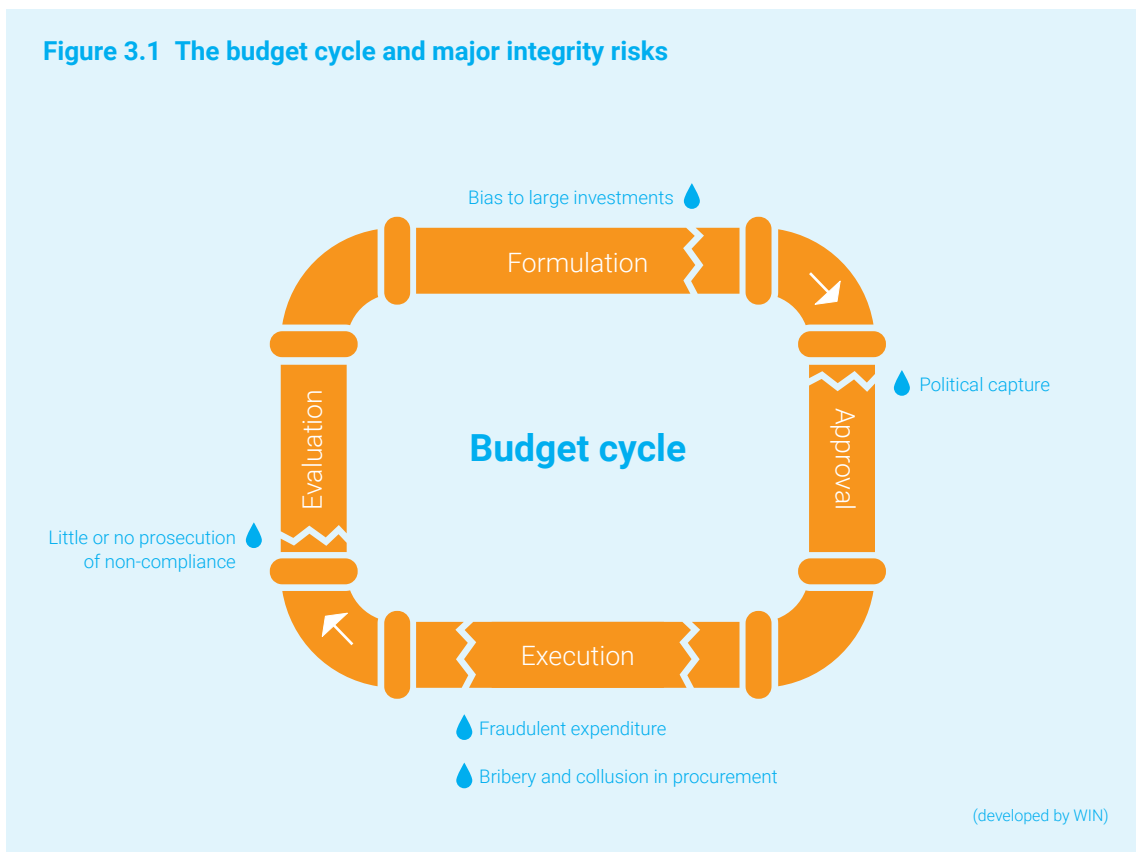 Figure 3.1 The budget cycle and major integrity risks
Bias to large investments
Formulation
Political capture
Approval
Budget cycle
Evaluation
Little or no prosecution
of non-compliance
Execution
Fraudulent expenditure
Bribery and collusion in procurement
(developed by WIN)